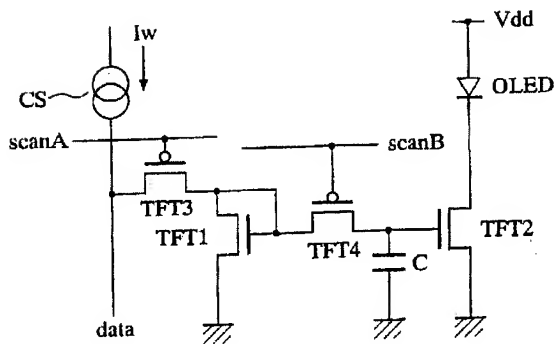 Iw
Vdd
CS
OLED
scanA
scanB
TFT3
TFT1
TFT4
C
TFT2
data